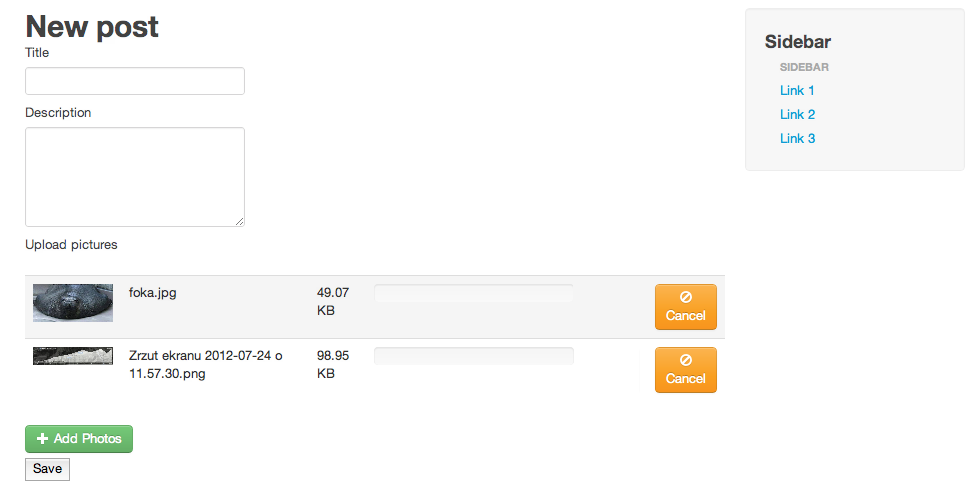 New post
Title
Description
Upload pictures
foka.jpg
49.07
KB
Cancel
Zrzut ekranu 2012-07-24 o
11.57.30.png
98.95
KB
Cancel
Add Photos
Save
Sidebar
SIDEBAR
Link 1
Link 2
Link 3